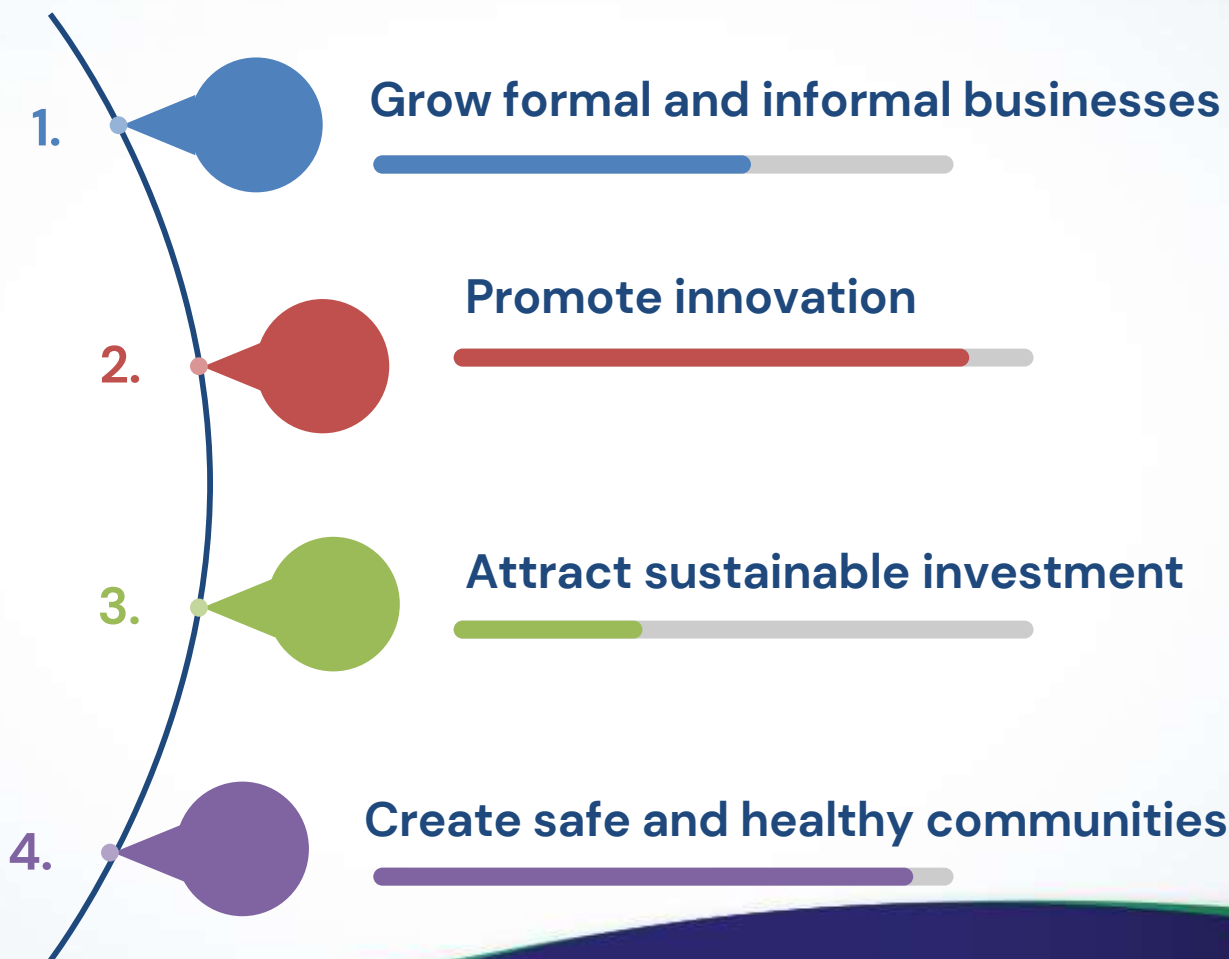 1.
Grow formal and informal businesses
2.
Promote innovation
3.
Attract sustainable investment
4.
Create safe and healthy communities